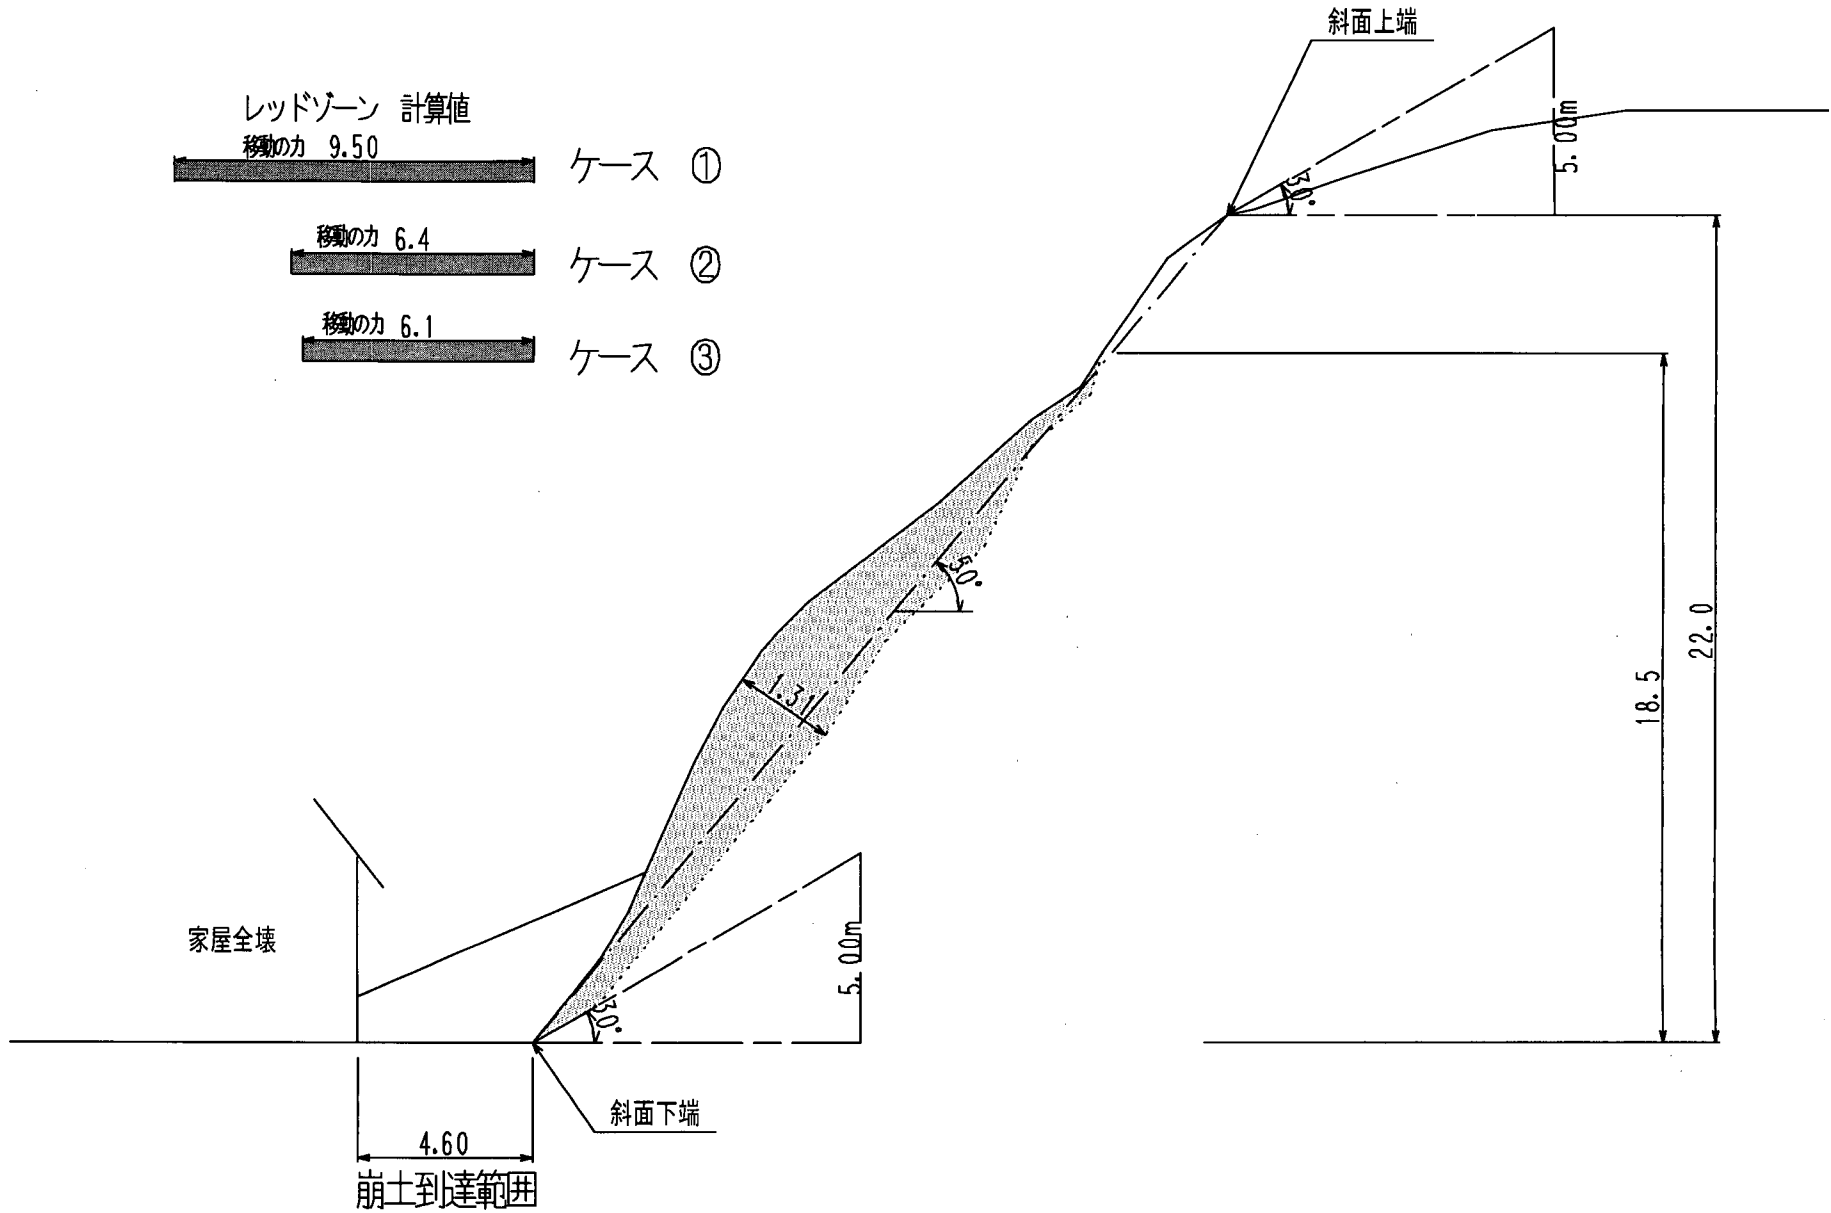 斜面上端
レッドゾーン 計算値
移動の力 9.50
ケース ①
5.00m
30°
移動の力 6.4
ケース ②
移動の力 6.1
ケース ③
50°
22.0
18.5
1.31
家屋全壊
5.00m
30°
斜面下端
4.60
崩土到達範囲